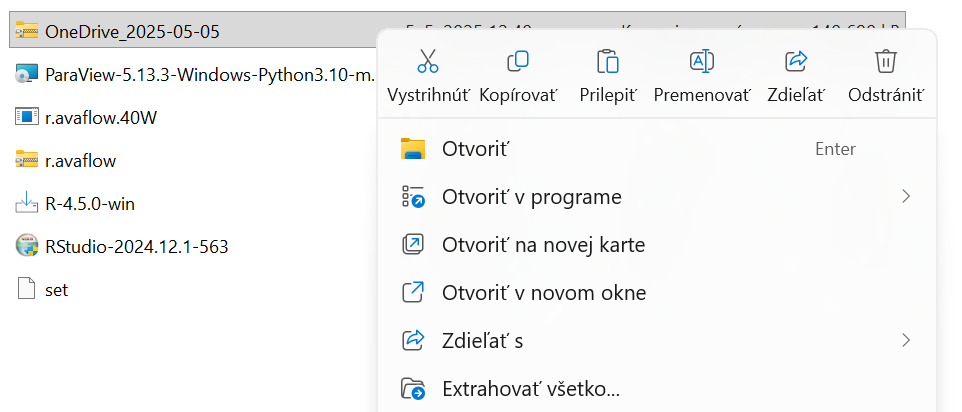 OneDrive_2025-05-05
ParaView-5.13.3-Windows-Python3.10-m...
r.avaflow.40W
r.avaflow
R-4.5.0-win
RStudio-2024.12.1-563
set
Vystrihnúť Kopírovať Prilepiť Premenovať Zdieľať Odstrániť
Otvoriť Enter
Otvoriť v programe
Otvoriť na novej karte
Otvoriť v novom okne
Zdieľať s
Extrahovať všetko...